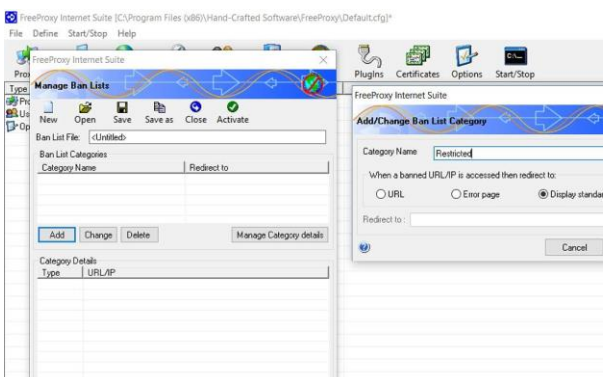 FreeProxy Internet Suite [C:\Program Files (x86)\Hand-Crafted Software\FreeProxy\Default.cfg]*
File Define Start/Stop Help
PlugIns Certificates Options Start/Stop
Type
FreeProxy Internet Suite
Manage Ban Lists
New Open Save Save as Close Activate
Ban List File: <Untitled>
Ban List Categories
Category Name Redirect to
Add Change Delete Manage Category details
Category Details
Type URL/IP
FreeProxy Internet Suite
Add/Change Ban List Category
Category Name Restricted
When a banned URL/IP is accessed then redirect to:
URL Error page Display standar
Redirect to :
Cancel